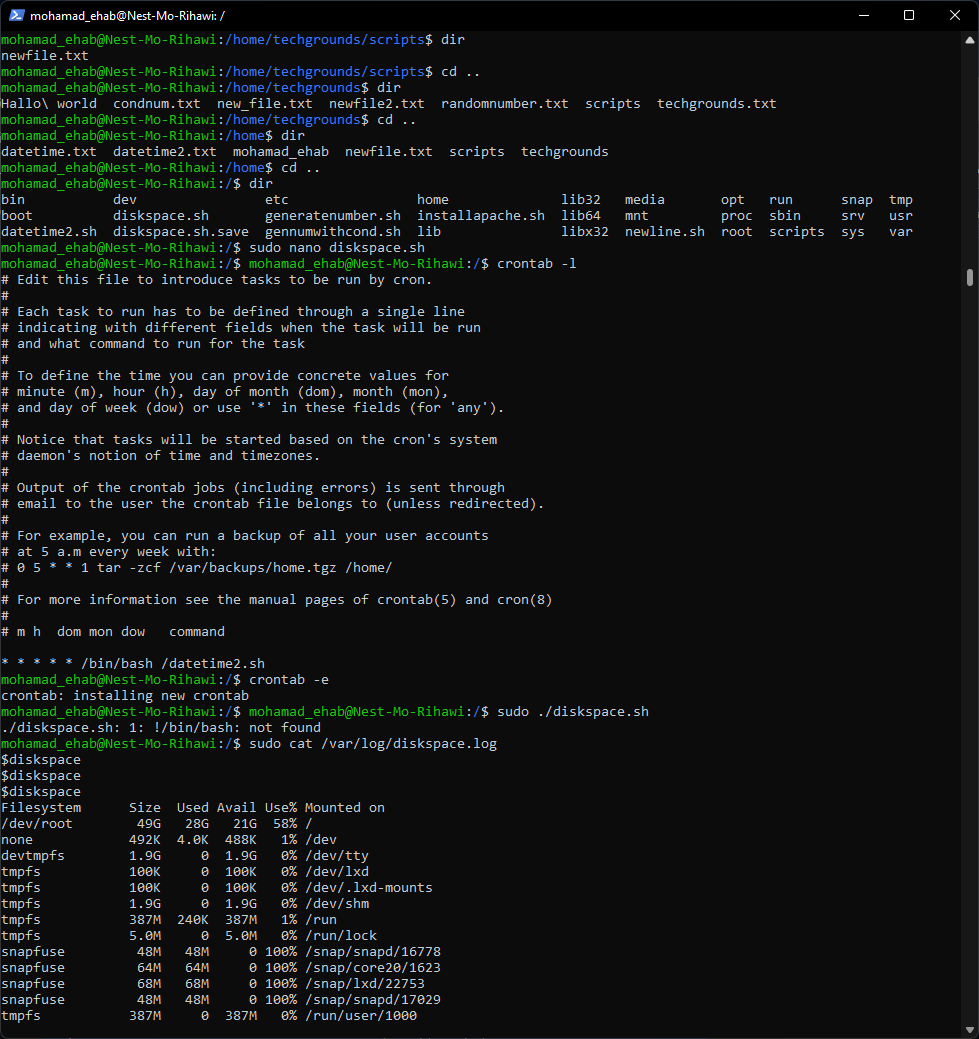 mohamad_ehab@Nest-Mo-Rihawi: /
mohamad_ehab@Nest-Mo-Rihawi:/home/techgrounds/scripts$ dir
newfile.txt
mohamad_ehab@Nest-Mo-Rihawi:/home/techgrounds/scripts$ cd ..
mohamad_ehab@Nest-Mo-Rihawi:/home/techgrounds$ dir
Hallo\ world  condnum.txt  new_file.txt  newfile2.txt  randomnumber.txt  scripts  techgrounds.txt
mohamad_ehab@Nest-Mo-Rihawi:/home/techgrounds$ cd ..
mohamad_ehab@Nest-Mo-Rihawi:/home$ dir
datetime.txt  datetime2.txt  mohamad_ehab  newfile.txt  scripts  techgrounds
mohamad_ehab@Nest-Mo-Rihawi:/home$ cd ..
mohamad_ehab@Nest-Mo-Rihawi:/$ dir
bin           dev                etc                home              lib32   media      opt   run      snap  tmp
boot          diskspace.sh       generatenumber.sh  installapache.sh  lib64   mnt        proc  sbin     srv   usr
datetime2.sh  diskspace.sh.save  gennumwithcond.sh  lib               libx32  newline.sh  root  scripts  sys   var
mohamad_ehab@Nest-Mo-Rihawi:/$ sudo nano diskspace.sh
mohamad_ehab@Nest-Mo-Rihawi:/$ mohamad_ehab@Nest-Mo-Rihawi:/$ crontab -l
# Edit this file to introduce tasks to be run by cron.
#
# Each task to run has to be defined through a single line
# indicating with different fields when the task will be run
# and what command to run for the task
#
# To define the time you can provide concrete values for
# minute (m), hour (h), day of month (dom), month (mon),
# and day of week (dow) or use '*' in these fields (for 'any').
#
# Notice that tasks will be started based on the cron's system
# daemon's notion of time and timezones.
#
# Output of the crontab jobs (including errors) is sent through
# email to the user the crontab file belongs to (unless redirected).
#
# For example, you can run a backup of all your user accounts
# at 5 a.m every week with:
# 0 5 * * 1 tar -zcf /var/backups/home.tgz /home/
#
# For more information see the manual pages of crontab(5) and cron(8)
#
# m h  dom mon dow   command
* * * * * /bin/bash /datetime2.sh
mohamad_ehab@Nest-Mo-Rihawi:/$ crontab -e
crontab: installing new crontab
mohamad_ehab@Nest-Mo-Rihawi:/$ mohamad_ehab@Nest-Mo-Rihawi:/$ sudo ./diskspace.sh
./diskspace.sh: 1: !/bin/bash: not found
mohamad_ehab@Nest-Mo-Rihawi:/$ sudo cat /var/log/diskspace.log
$diskspace
$diskspace
$diskspace
Filesystem      Size  Used Avail Use% Mounted on
/dev/root        49G   28G   21G  58% /
none            492K  4.0K  488K   1% /dev
devtmpfs        1.9G     0  1.9G   0% /dev/tty
tmpfs           100K     0  100K   0% /dev/lxd
tmpfs           100K     0  100K   0% /dev/.lxd-mounts
tmpfs           1.9G     0  1.9G   0% /dev/shm
tmpfs           387M  240K  387M   1% /run
tmpfs           5.0M     0  5.0M   0% /run/lock
snapfuse         48M   48M     0 100% /snap/snapd/16778
snapfuse         64M   64M     0 100% /snap/core20/1623
snapfuse         68M   68M     0 100% /snap/lxd/22753
snapfuse         48M   48M     0 100% /snap/snapd/17029
tmpfs           387M     0  387M   0% /run/user/1000